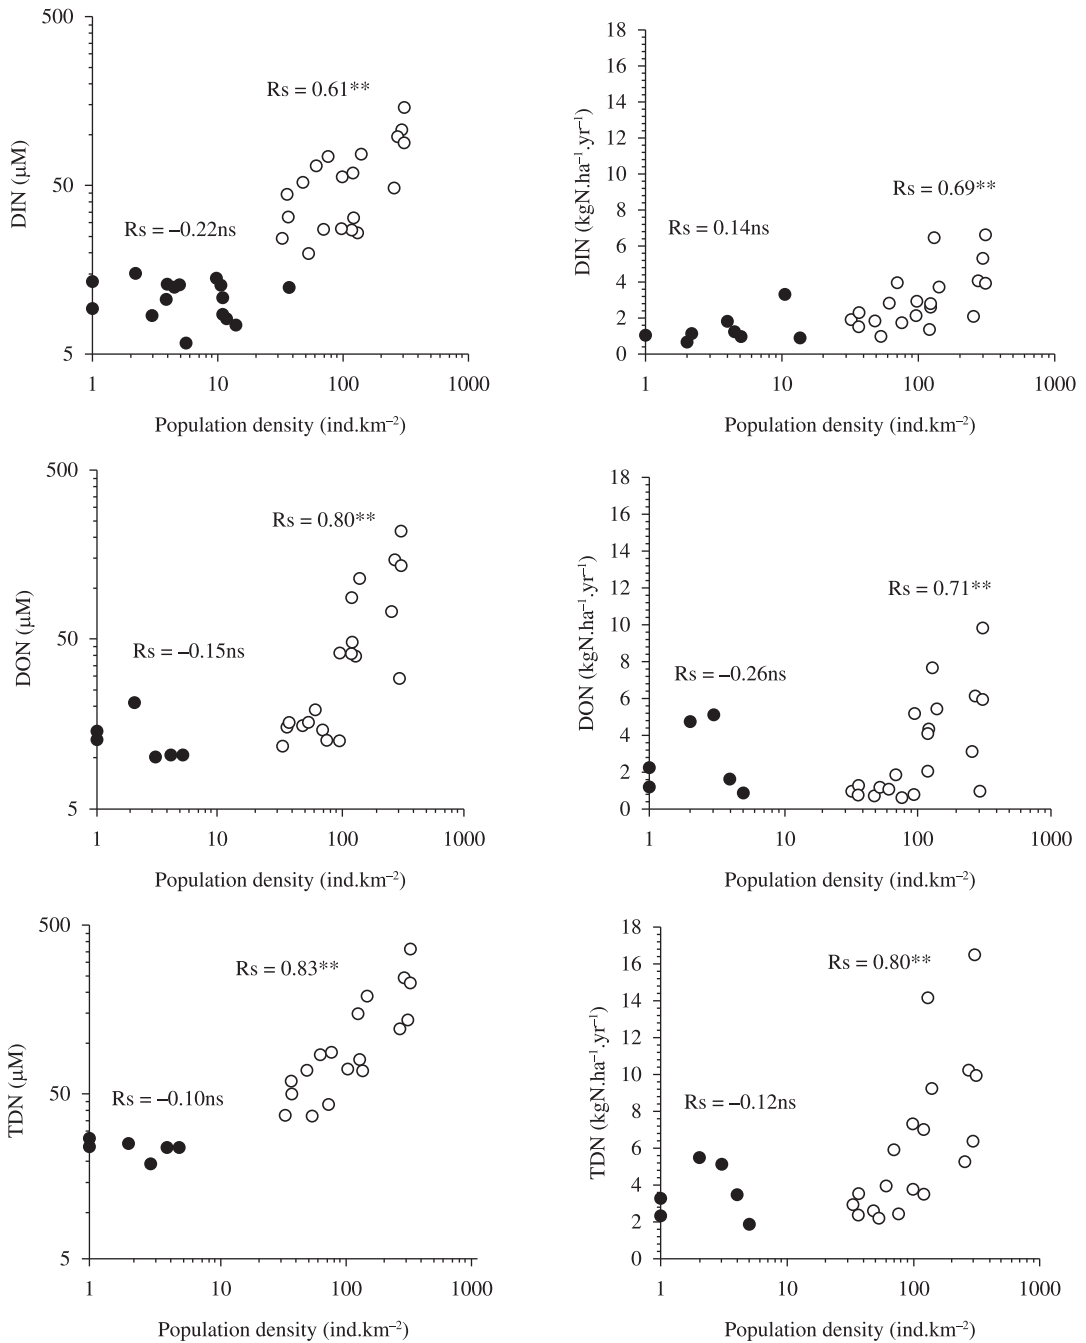 500
50
5
DIN (µM)
Rs = 0.61**
Rs = –0.22ns
1 10 100 1000
Population density (ind.km⁻²)
18
16
14
12
10
8
6
4
2
0
DIN (kgN.ha⁻¹.yr⁻¹)
Rs = 0.69**
Rs = 0.14ns
1 10 100 1000
Population density (ind.km⁻²)
500
50
5
DON (µM)
Rs = 0.80**
Rs = –0.15ns
1 10 100 1000
Population density (ind.km⁻²)
18
16
14
12
10
8
6
4
2
0
DON (kgN.ha⁻¹.yr⁻¹)
Rs = 0.71**
Rs = –0.26ns
1 10 100 1000
Population density (ind.km⁻²)
500
50
5
TDN (µM)
Rs = 0.83**
Rs = –0.10ns
1 10 100 1000
Population density (ind.km⁻²)
18
16
14
12
10
8
6
4
2
0
TDN (kgN.ha⁻¹.yr⁻¹)
Rs = 0.80**
Rs = –0.12ns
1 10 100 1000
Population density (ind.km⁻²)